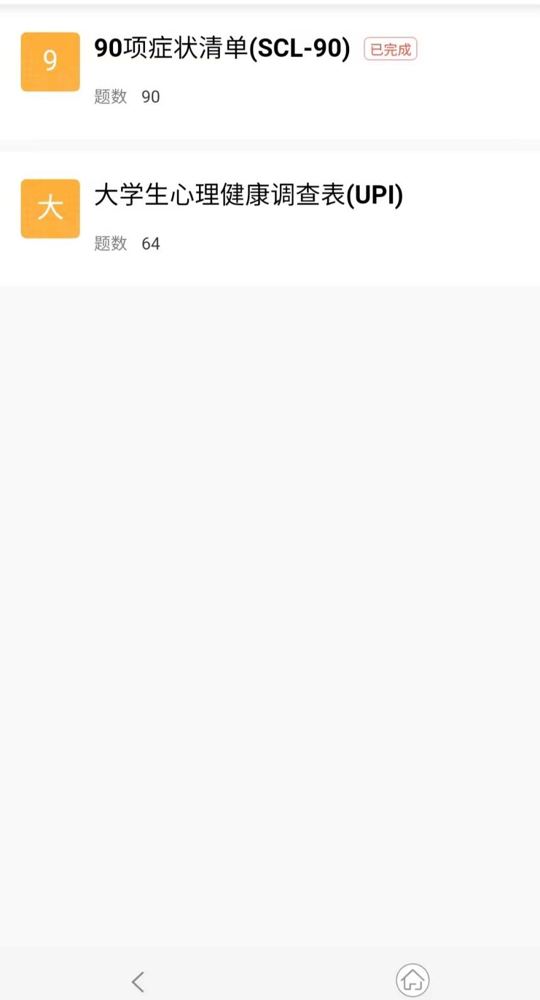 9
90项症状清单(SCL-90) 已完成
题数 90
大
大学生心理健康调查表(UPI)
题数 64